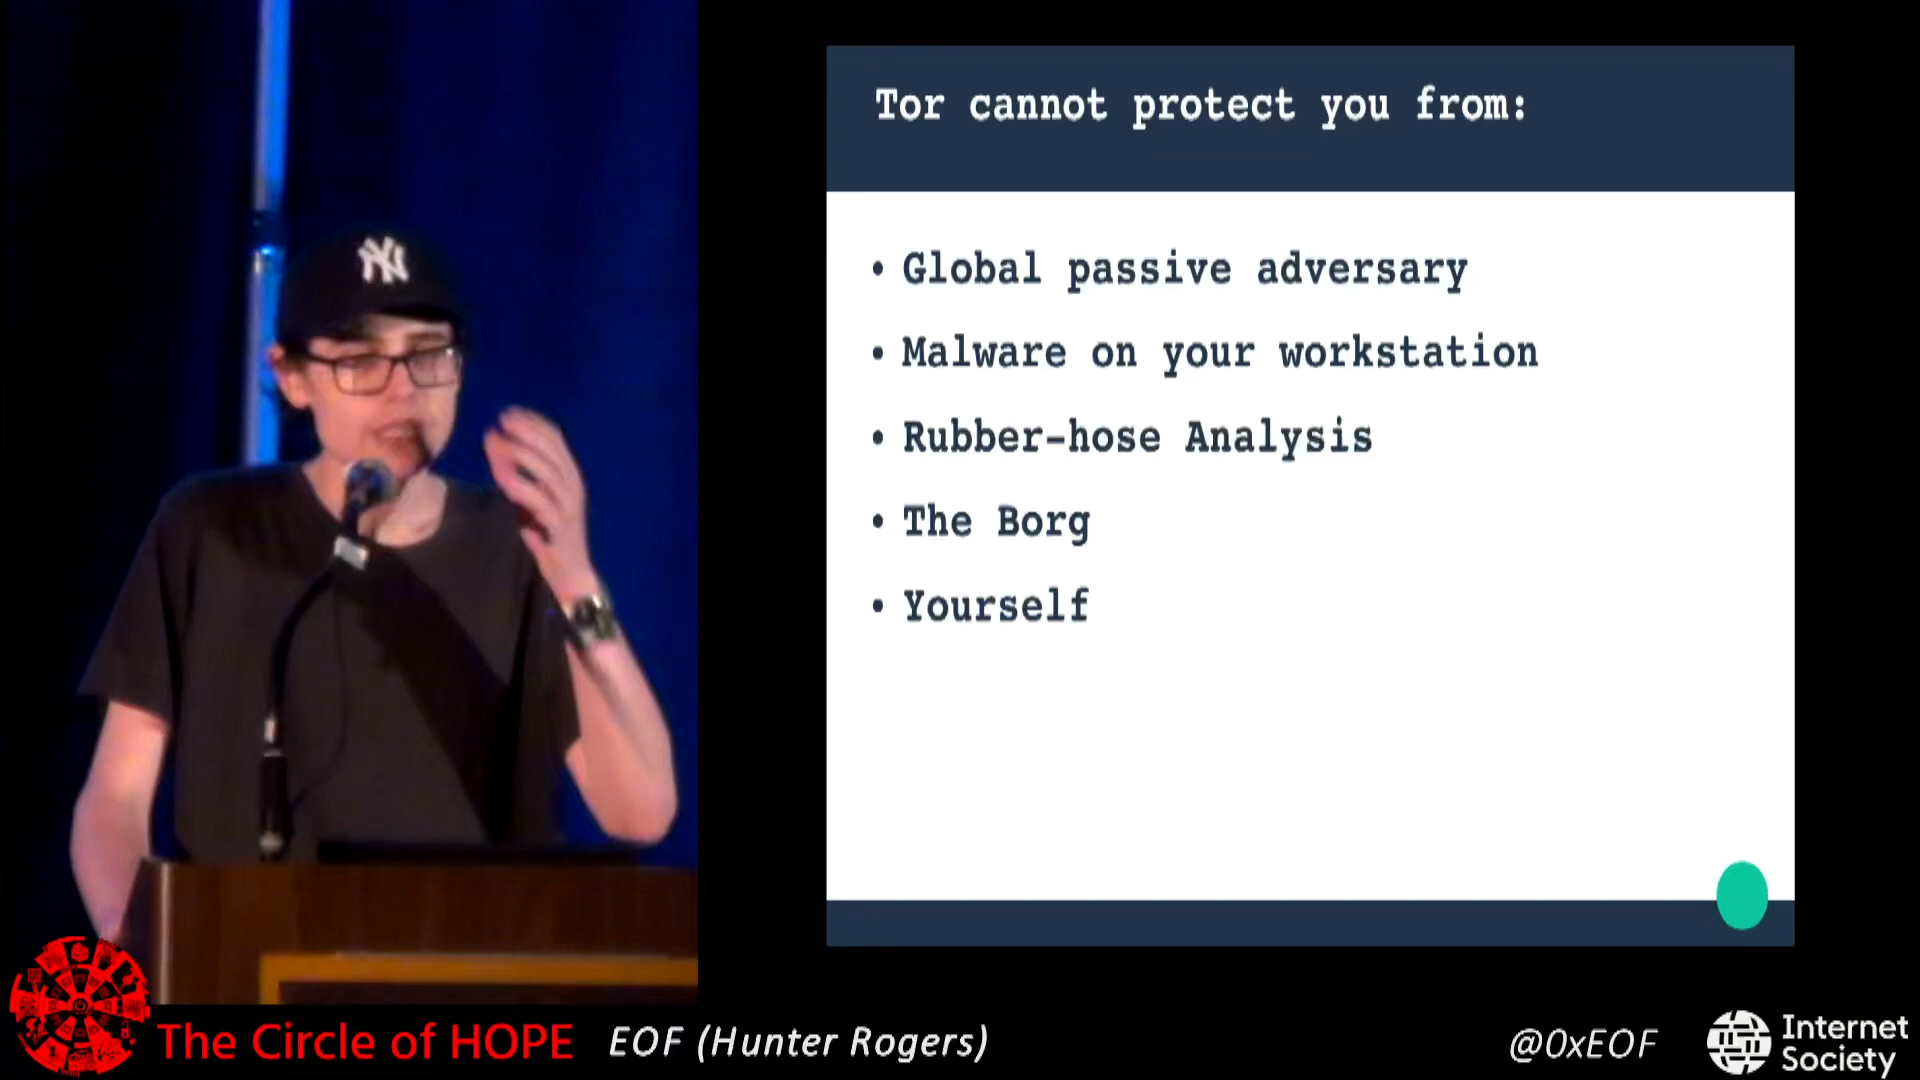 NY
Tor cannot protect you from:
• Global passive adversary
• Malware on your workstation
• Rubber-hose Analysis
• The Borg
• Yourself
The Circle of HOPE
EOF (Hunter Rogers)
@0xEOF
Internet
Society